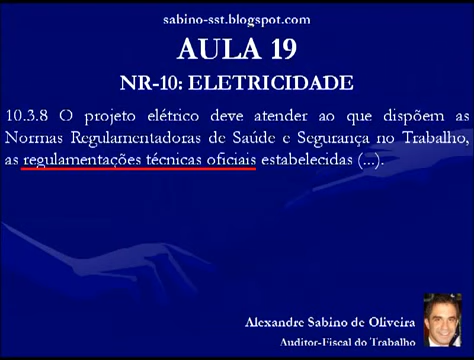 sabino-sst.blogspot.com
AULA 19
NR-10: ELETRICIDADE
10.3.8 O projeto elétrico deve atender ao que dispõem as
Normas Regulamentadoras de Saúde e Segurança no Trabalho,
as regulamentações técnicas oficiais estabelecidas (...).
Alexandre Sabino de Oliveira
Auditor-Fiscal do Trabalho